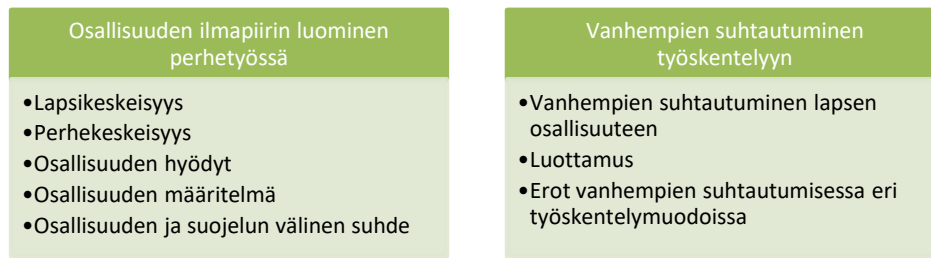 Osallisuuden ilmapiirin luominen
perhetyössä
•Lapsikeskeisyys
•Perhekeskeisyys
•Osallisuuden hyödyt
•Osallisuuden määritelmä
•Osallisuuden ja suojelun välinen suhde
Vanhempien suhtautuminen
työskentelyyn
•Vanhempien suhtautuminen lapsen
osallisuuteen
•Luottamus
•Erot vanhempien suhtautumisessa eri
työskentelymuodoissa